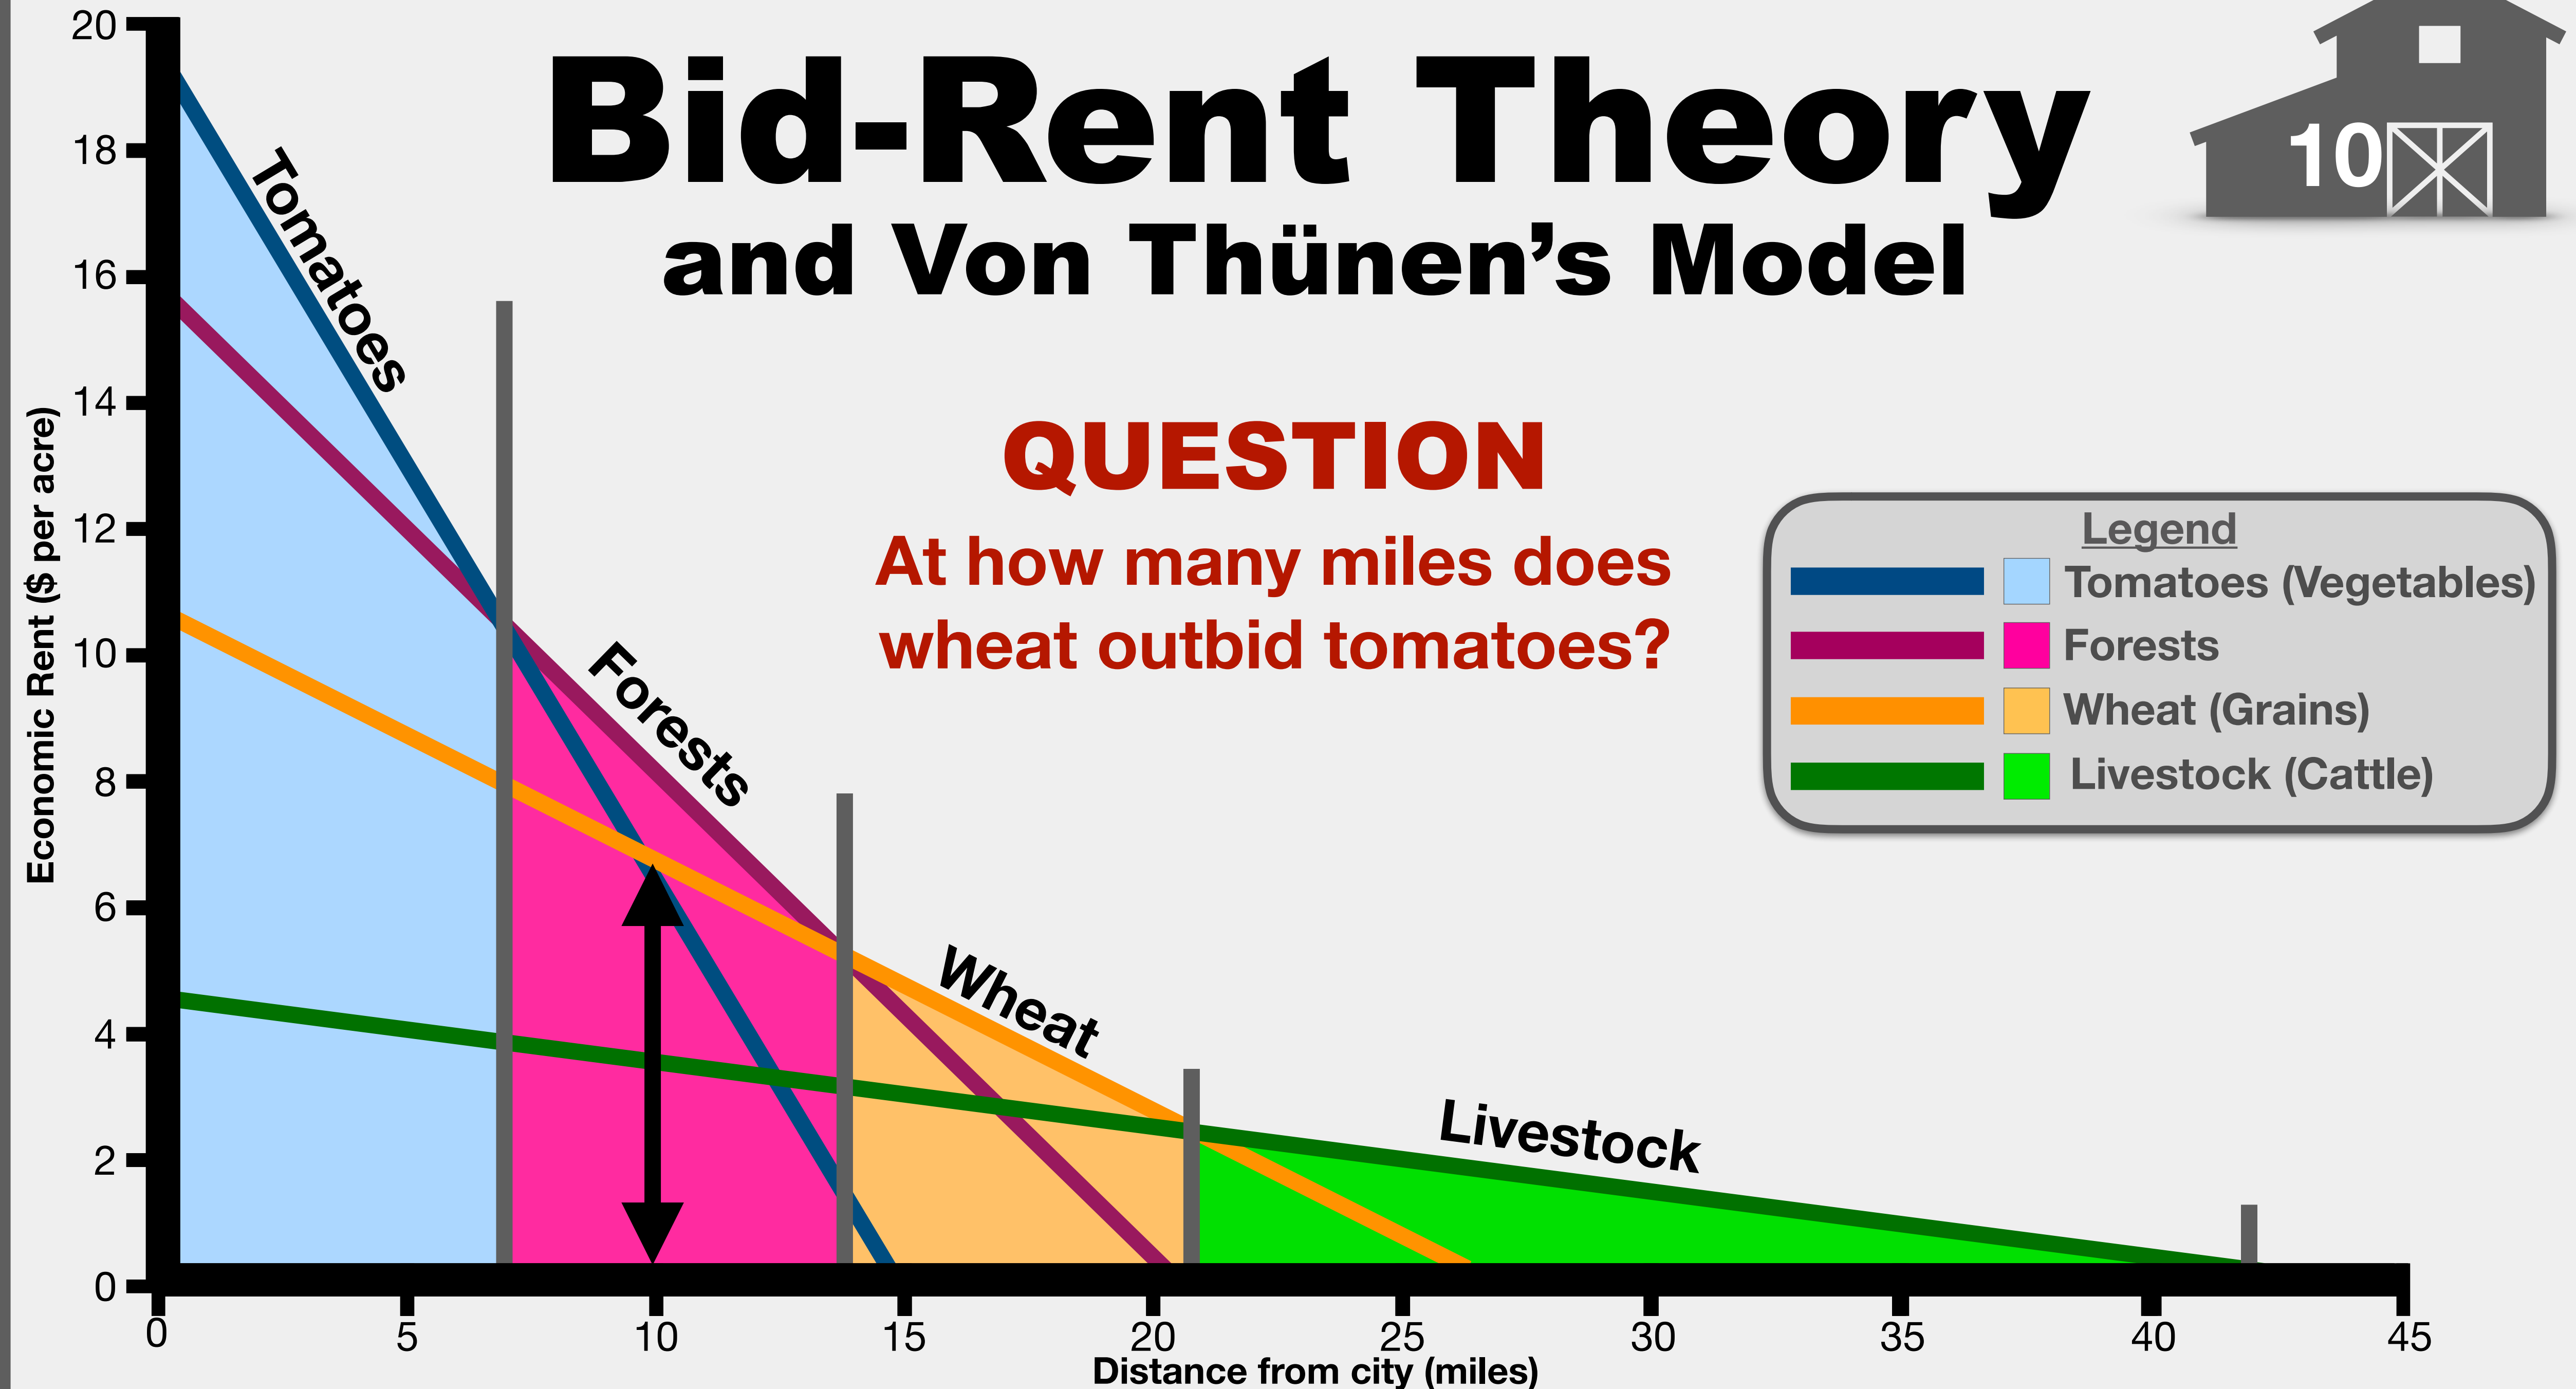 Bid-Rent Theory
and Von Thünen’s Model
10
QUESTION
At how many miles does
wheat outbid tomatoes?
Legend
Tomatoes (Vegetables)
Forests
Wheat (Grains)
Livestock (Cattle)
Economic Rent ($ per acre)
20
18
16
14
12
10
8
6
4
2
0
Tomatoes
Forests
Wheat
Livestock
0 5 10 15 20 25 30 35 40 45
Distance from city (miles)